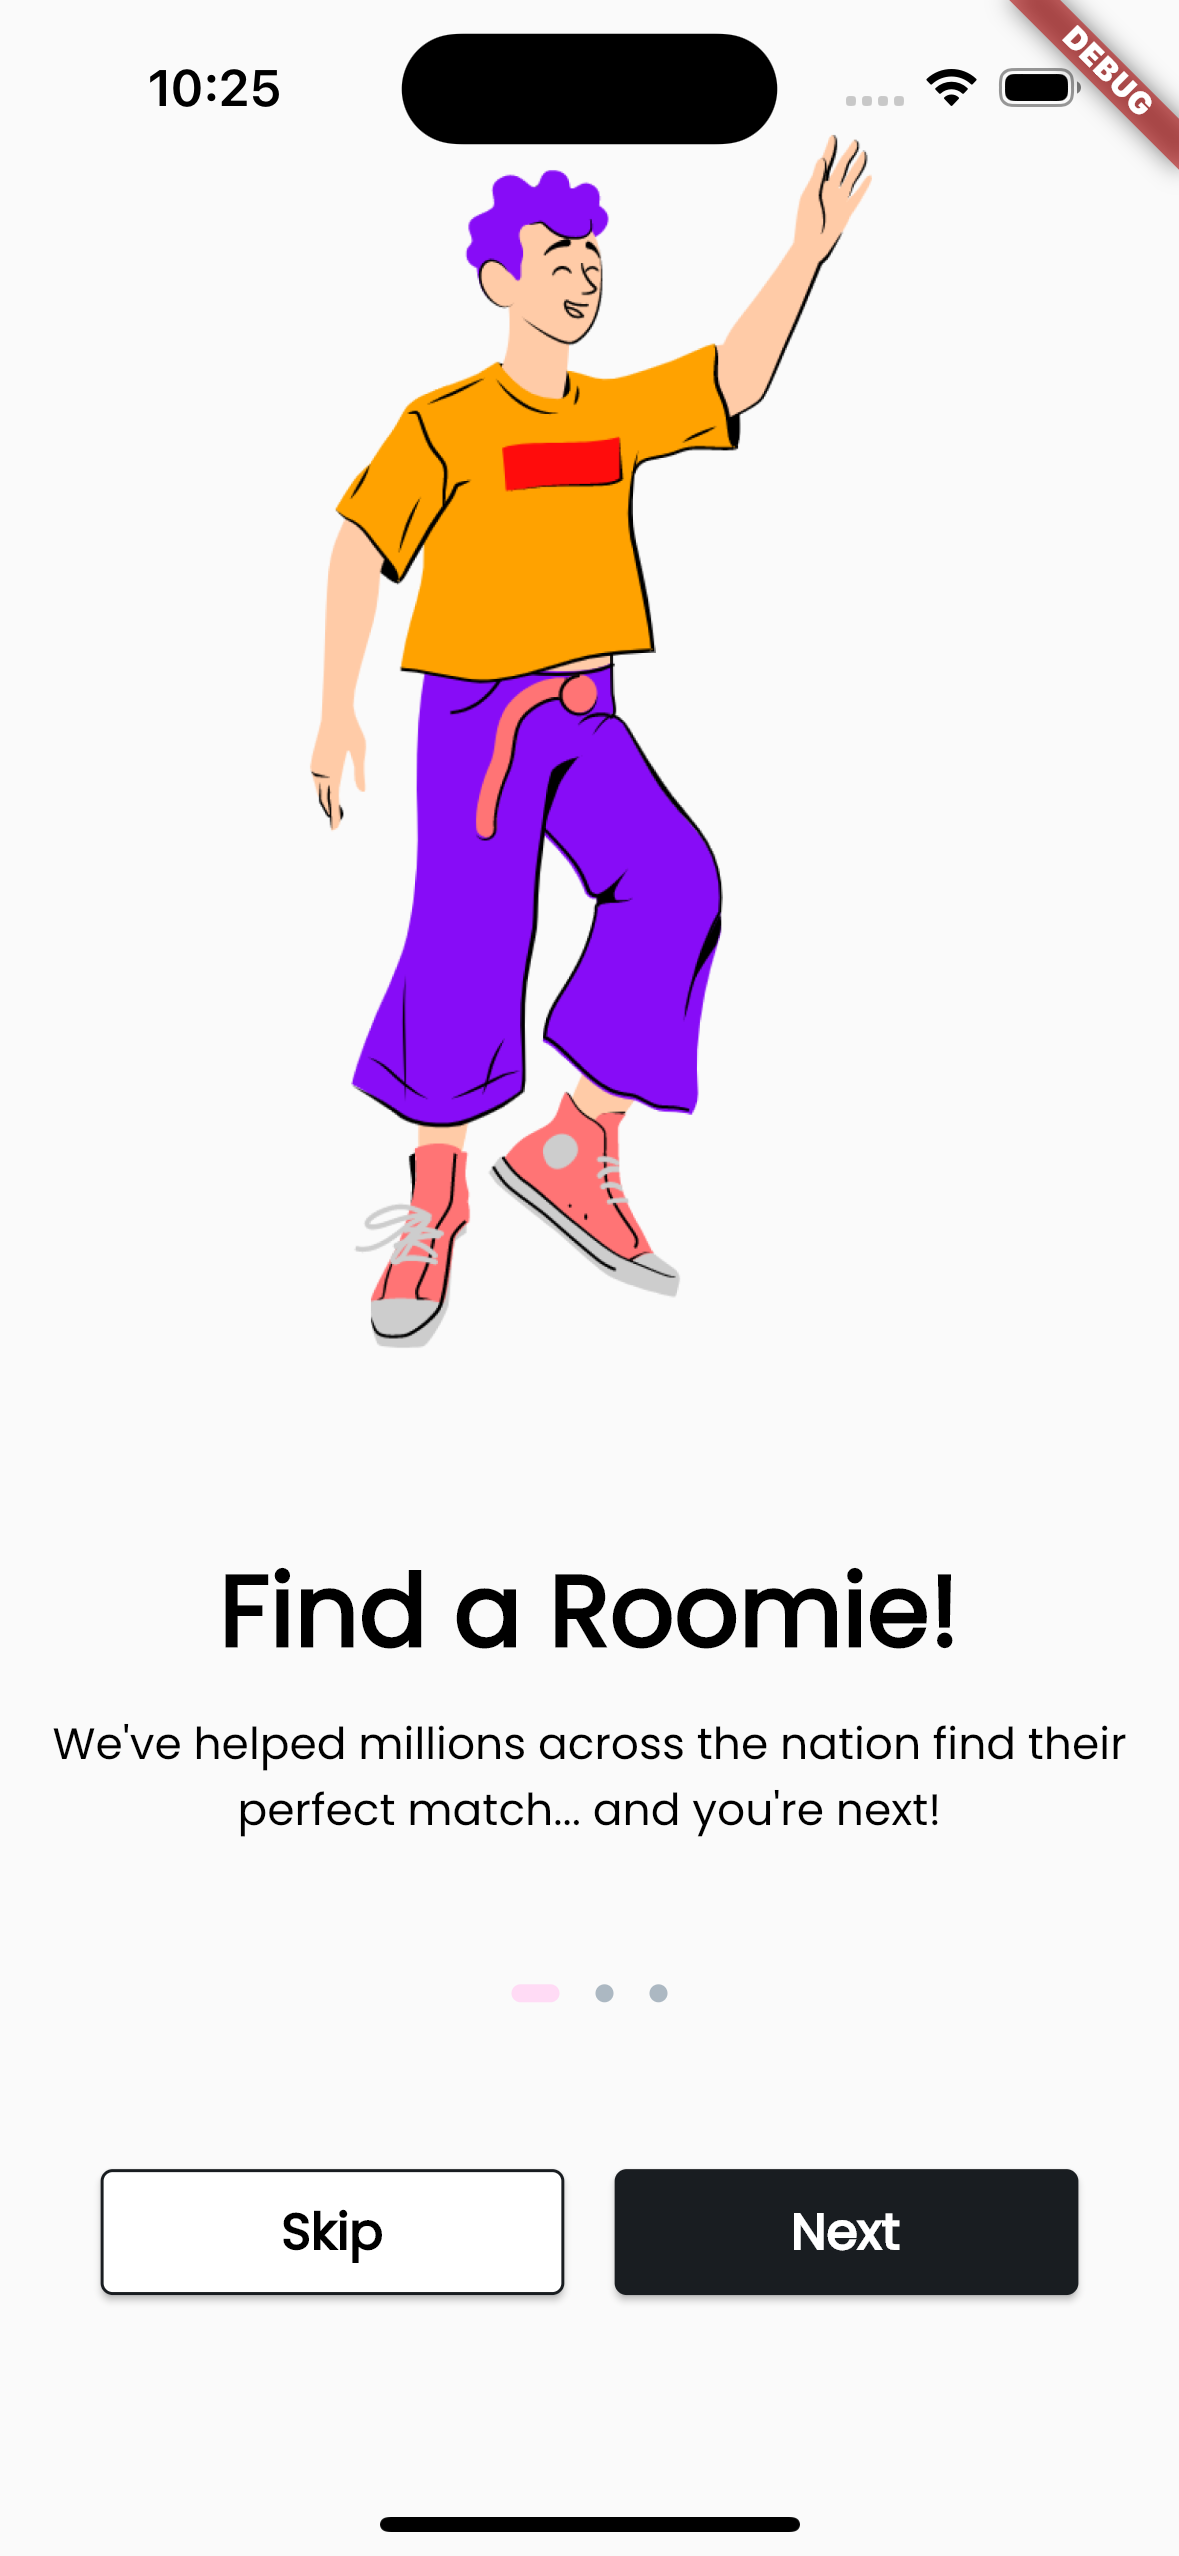 10:25
DEBUG
Find a Roomie!
We've helped millions across the nation find their
perfect match... and you're next!
Skip
Next